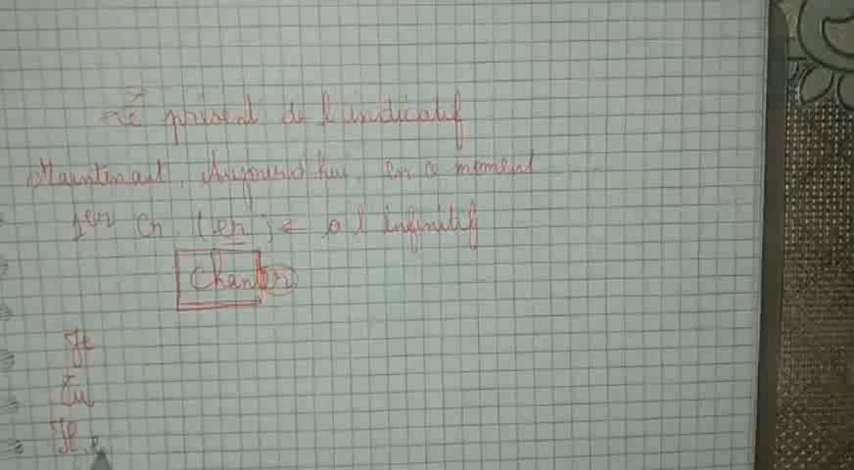 Le présent de l'indicatif
Maintenant, Aujourd'hui, en ce moment
1er Gr (er) = a l'infinitif
Chanter
Je
Tu
Il e